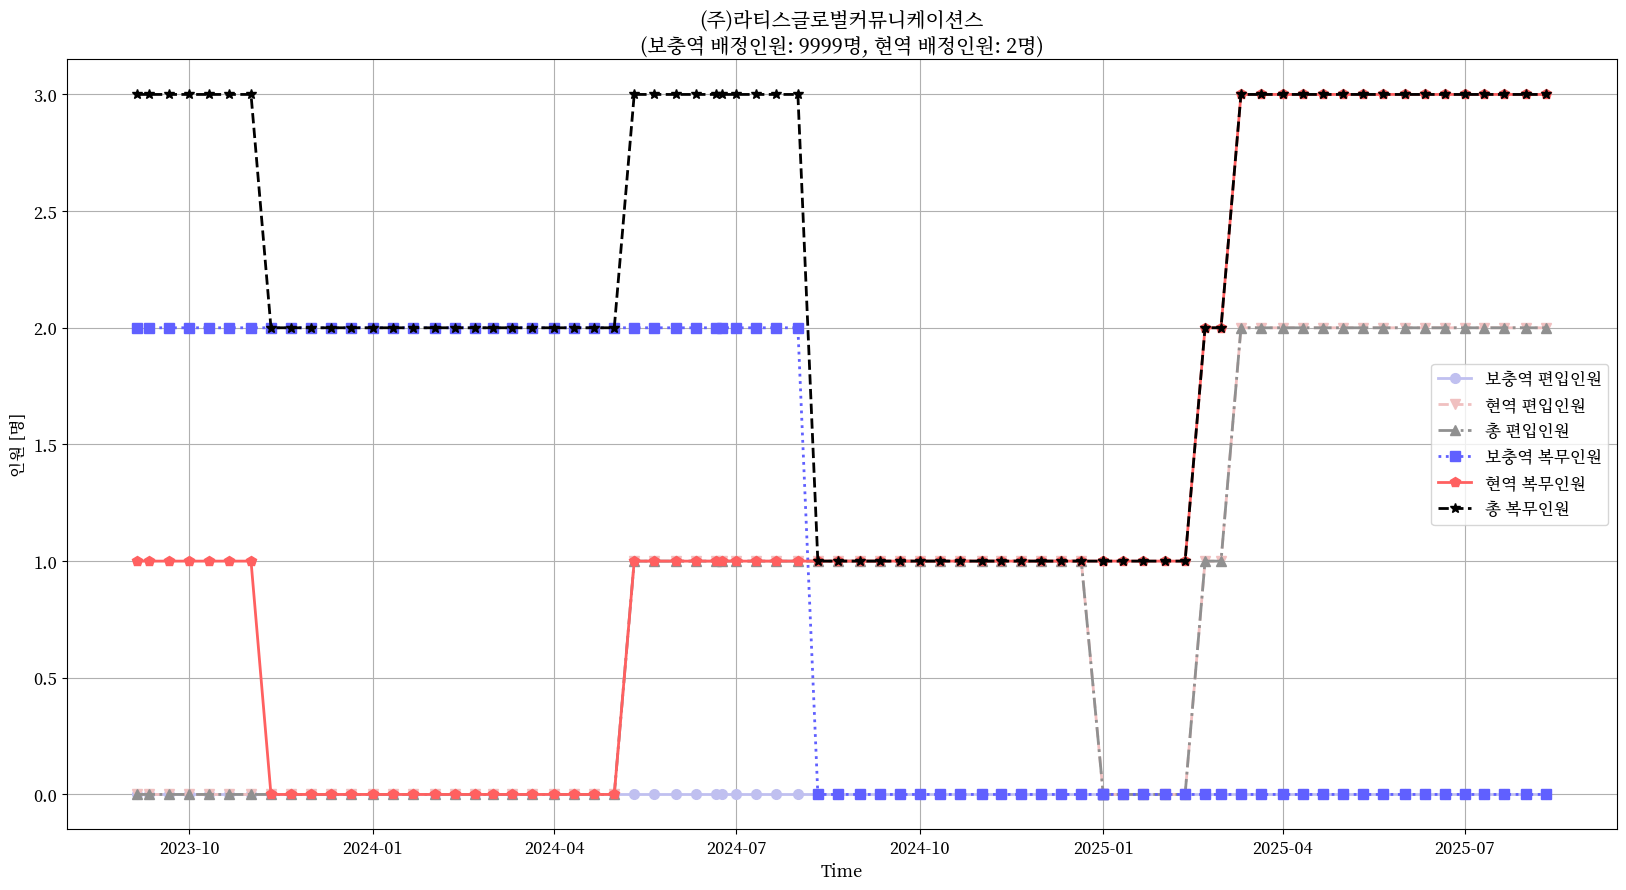 (주)라티스글로벌커뮤니케이션스
(보충역 배정인원: 9999명, 현역 배정인원: 2명)
3.0
2.5
2.0
1.5
1.0
0.5
0.0
인원 [명]
보충역 편입인원
현역 편입인원
총 편입인원
보충역 복무인원
현역 복무인원
총 복무인원
2023-10
2024-01
2024-04
2024-07
2024-10
2025-01
2025-04
2025-07
Time